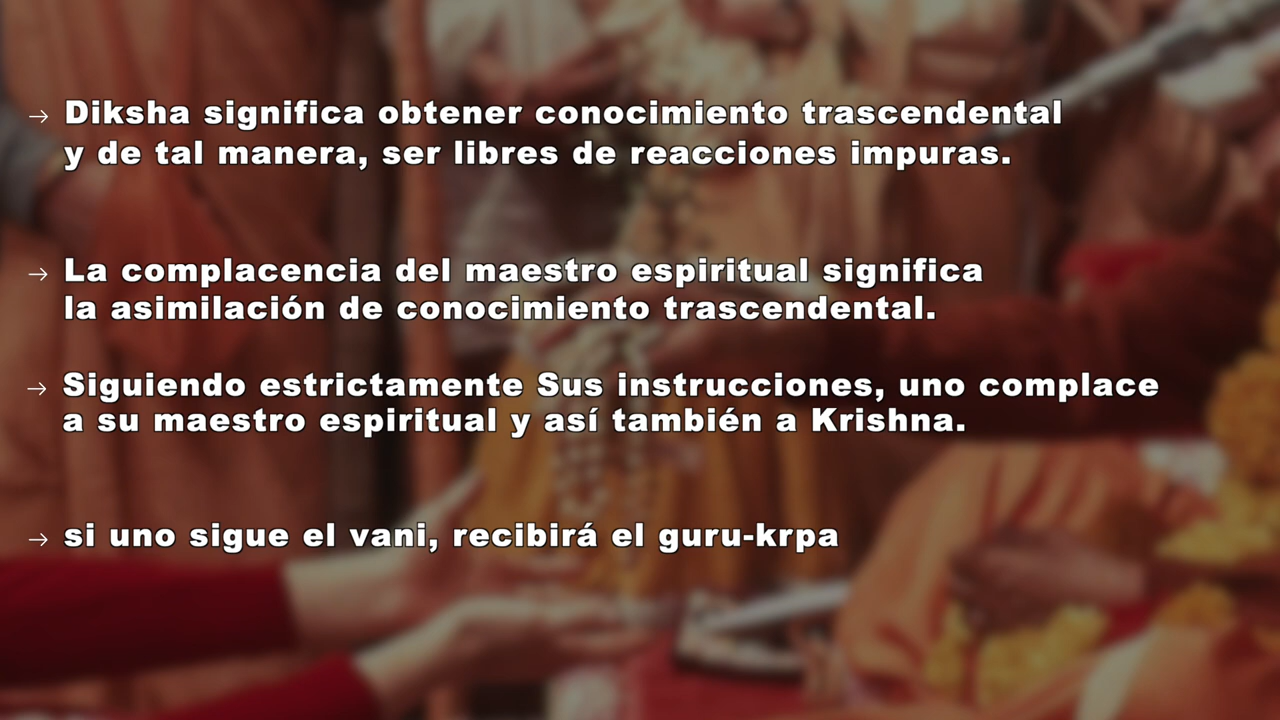 → Diksha significa obtener conocimiento trascendental
y de tal manera, ser libres de reacciones impuras.
→ La complacencia del maestro espiritual significa
la asimilación de conocimiento trascendental.
→ Siguiendo estrictamente Sus instrucciones, uno complace
a su maestro espiritual y así también a Krishna.
→ si uno sigue el vani, recibirá el guru-krpa